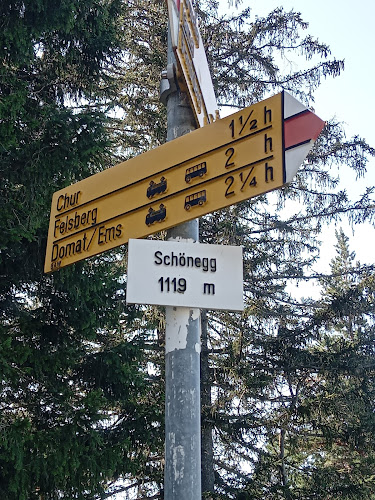 Chur 1½ h
Felsberg 2 h
Domat/Ems 2¼ h
Schönegg
1119 m